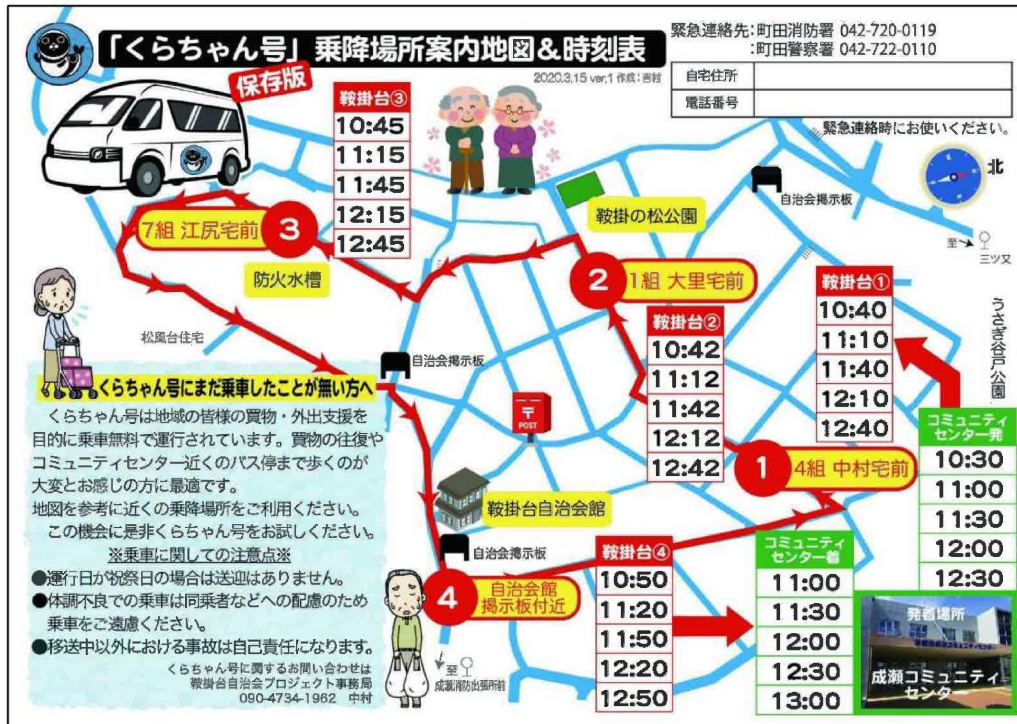 「くらちゃん号」乗降場所案内地図&時刻表
保存版
2020.3.15 ver.1 作成:吉村
緊急連絡先:町田消防署 042-720-0119
:町田警察署 042-722-0110
自宅住所
電話番号
緊急連絡時にお使いください。
北
鞍掛台③
10:45
11:15
11:45
12:15
12:45
自治会掲示板
至
三ツ又
鞍掛の松公園
7組 江尻宅前
3
防火水槽
2
1組 大里宅前
うさぎ谷戸公園
鞍掛台①
10:40
11:10
11:40
12:10
12:40
鞍掛台②
10:42
11:12
11:42
12:12
12:42
松風台住宅
自治会掲示板
〒
POST
1
4組 中村宅前
コミュニティ
センター発
10:30
11:00
11:30
12:00
12:30
くらちゃん号にまだ乗車したことが無い方へ
くらちゃん号は地域の皆様の買物・外出支援を
目的に乗車無料で運行されています。買物の往復や
コミュニティセンター近くのバス停まで歩くのが
大変とお感じの方に最適です。
地図を参考に近くの乗降場所をご利用ください。
この機会に是非くらちゃん号をお試しください。
※乗車に関しての注意点※
●運行日が祝祭日の場合は送迎はありません。
●体調不良での乗車は同乗者などへの配慮のため
乗車をご遠慮ください。
●移送中以外における事故は自己責任になります。
くらちゃん号に関するお問い合わせは
鞍掛台自治会プロジェクト事務局
090-4734-1962 中村
鞍掛台自治会館
自治会掲示板
4
自治会館
掲示板付近
至
成瀬消防出張所前
鞍掛台④
10:50
11:20
11:50
12:20
12:50
コミュニティ
センター着
11:00
11:30
12:00
12:30
13:00
発着場所
成瀬コミュニティ
センター